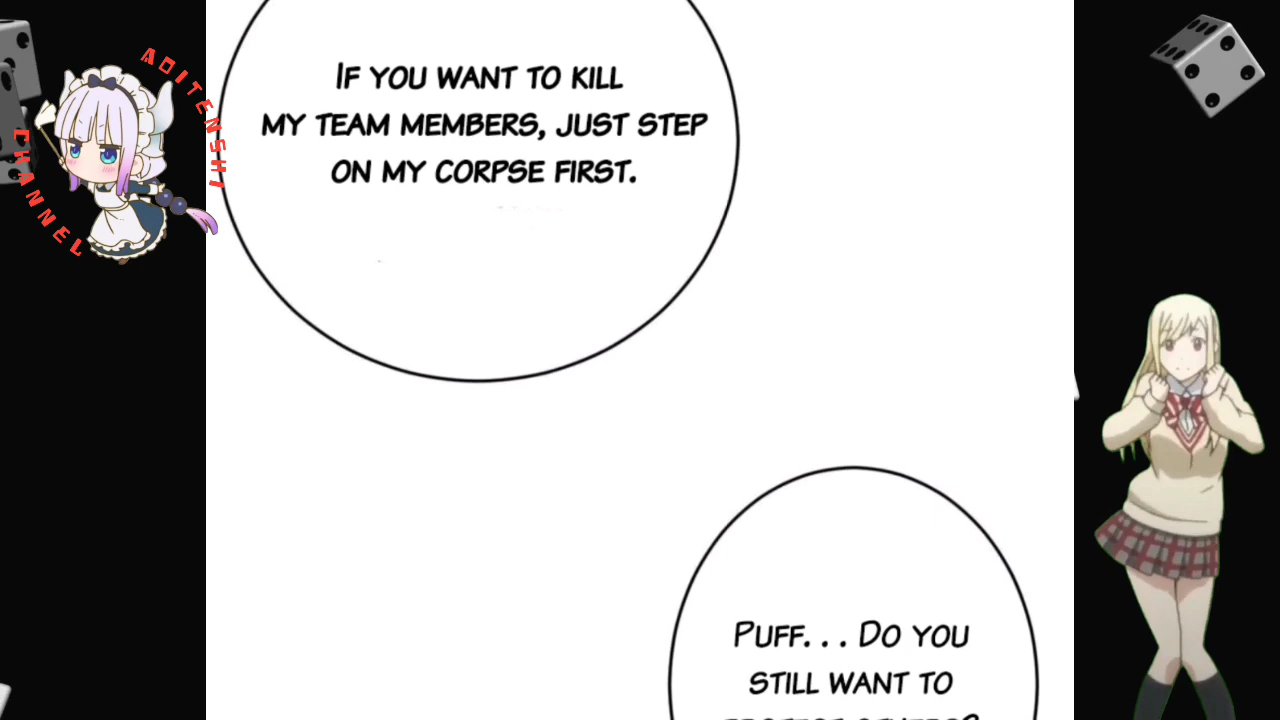 AOITENSHI
CHANNEL
IF YOU WANT TO KILL
MY TEAM MEMBERS, JUST STEP
ON MY CORPSE FIRST.
PUFF... DO YOU
STILL WANT TO